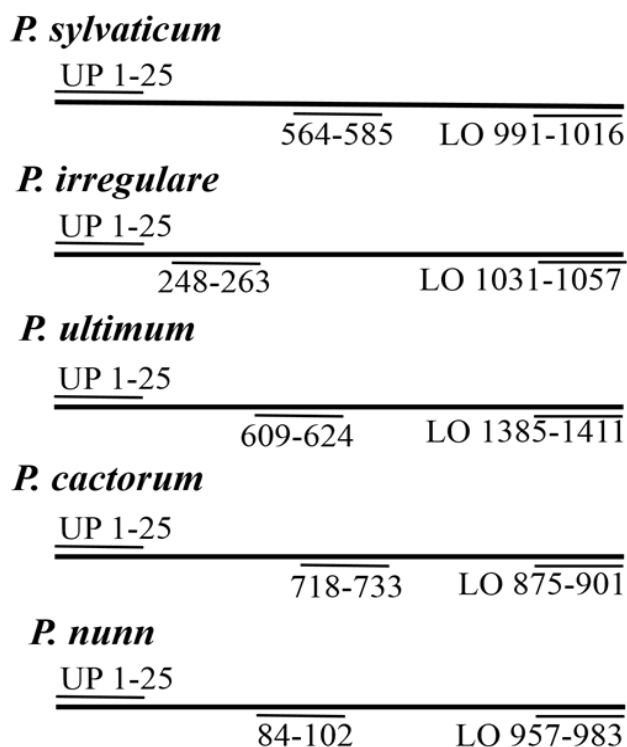 P. sylvaticum
UP 1-25
564-585 LO 991-1016
P. irregulare
UP 1-25
248-263 LO 1031-1057
P. ultimum
UP 1-25
609-624 LO 1385-1411
P. cactorum
UP 1-25
718-733 LO 875-901
P. nunn
UP 1-25
84-102 LO 957-983